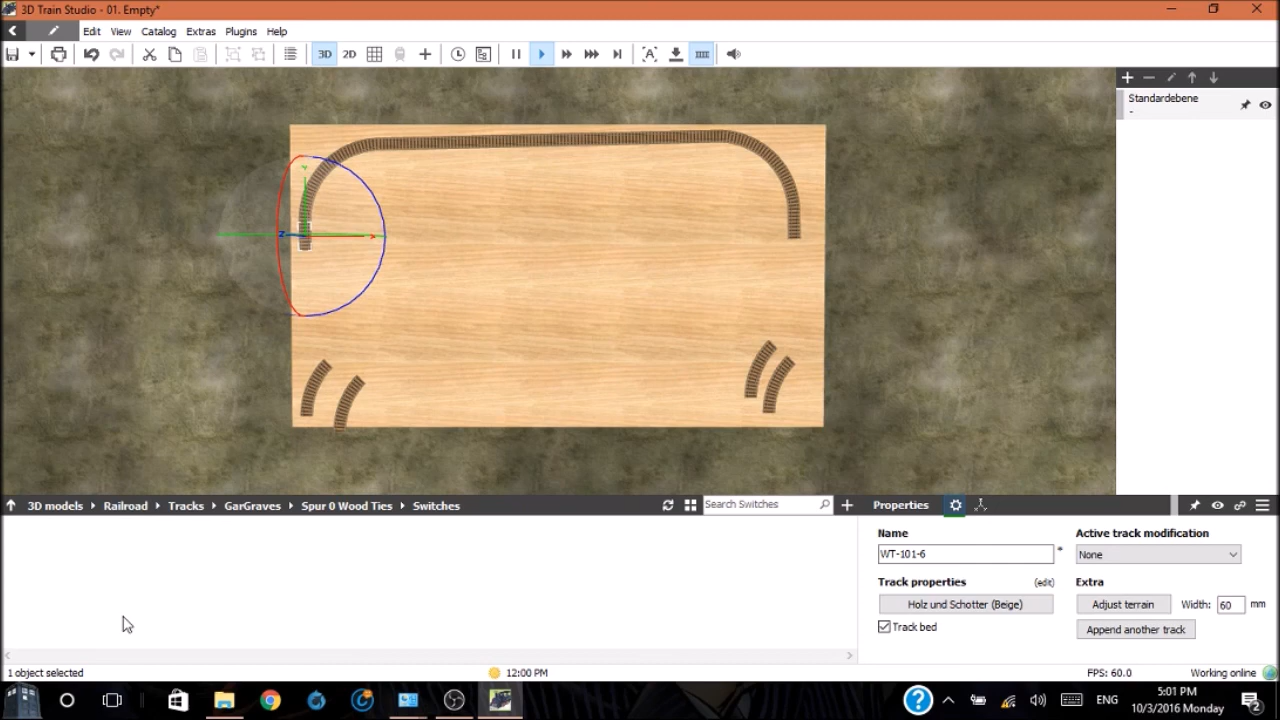 3D Train Studio - 01. Empty*
Edit View Catalog Extras Plugins Help
3D 2D
Standardebene
-
3D models Railroad Tracks GarGraves Spur 0 Wood Ties Switches
Search Switches
Properties
Name
WT-101-6
*
Active track modification
None
Track properties
(edit)
Holz und Schotter (Beige)
Track bed
Extra
Adjust terrain
Width: 60 mm
Append another track
1 object selected
12:00 PM
FPS: 60.0
Working online
ENG
5:01 PM
10/3/2016 Monday
2